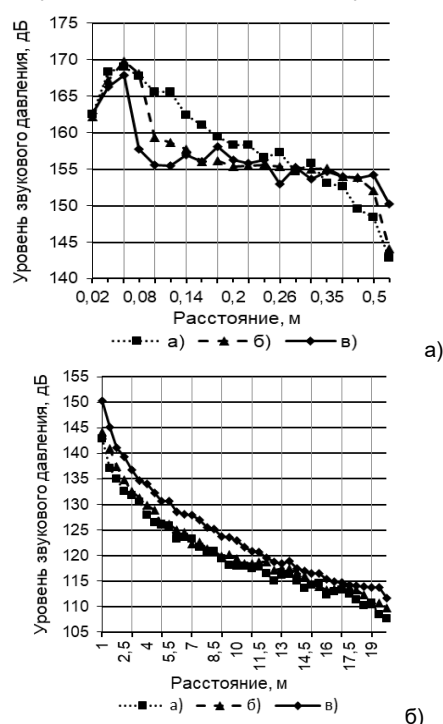 Уровень звукового давления, дБ
175
170
165
160
155
150
145
140
0,02 0,08 0,14 0,2 0,26 0,35 0,5
Расстояние, м
а) б) в)
а)
Уровень звукового давления, дБ
155
150
145
140
135
130
125
120
115
110
105
1 2,5 4 5,5 7 8,5 10 11,5 13 14,5 16 17,5 19
Расстояние, м
а) б) в)
б)